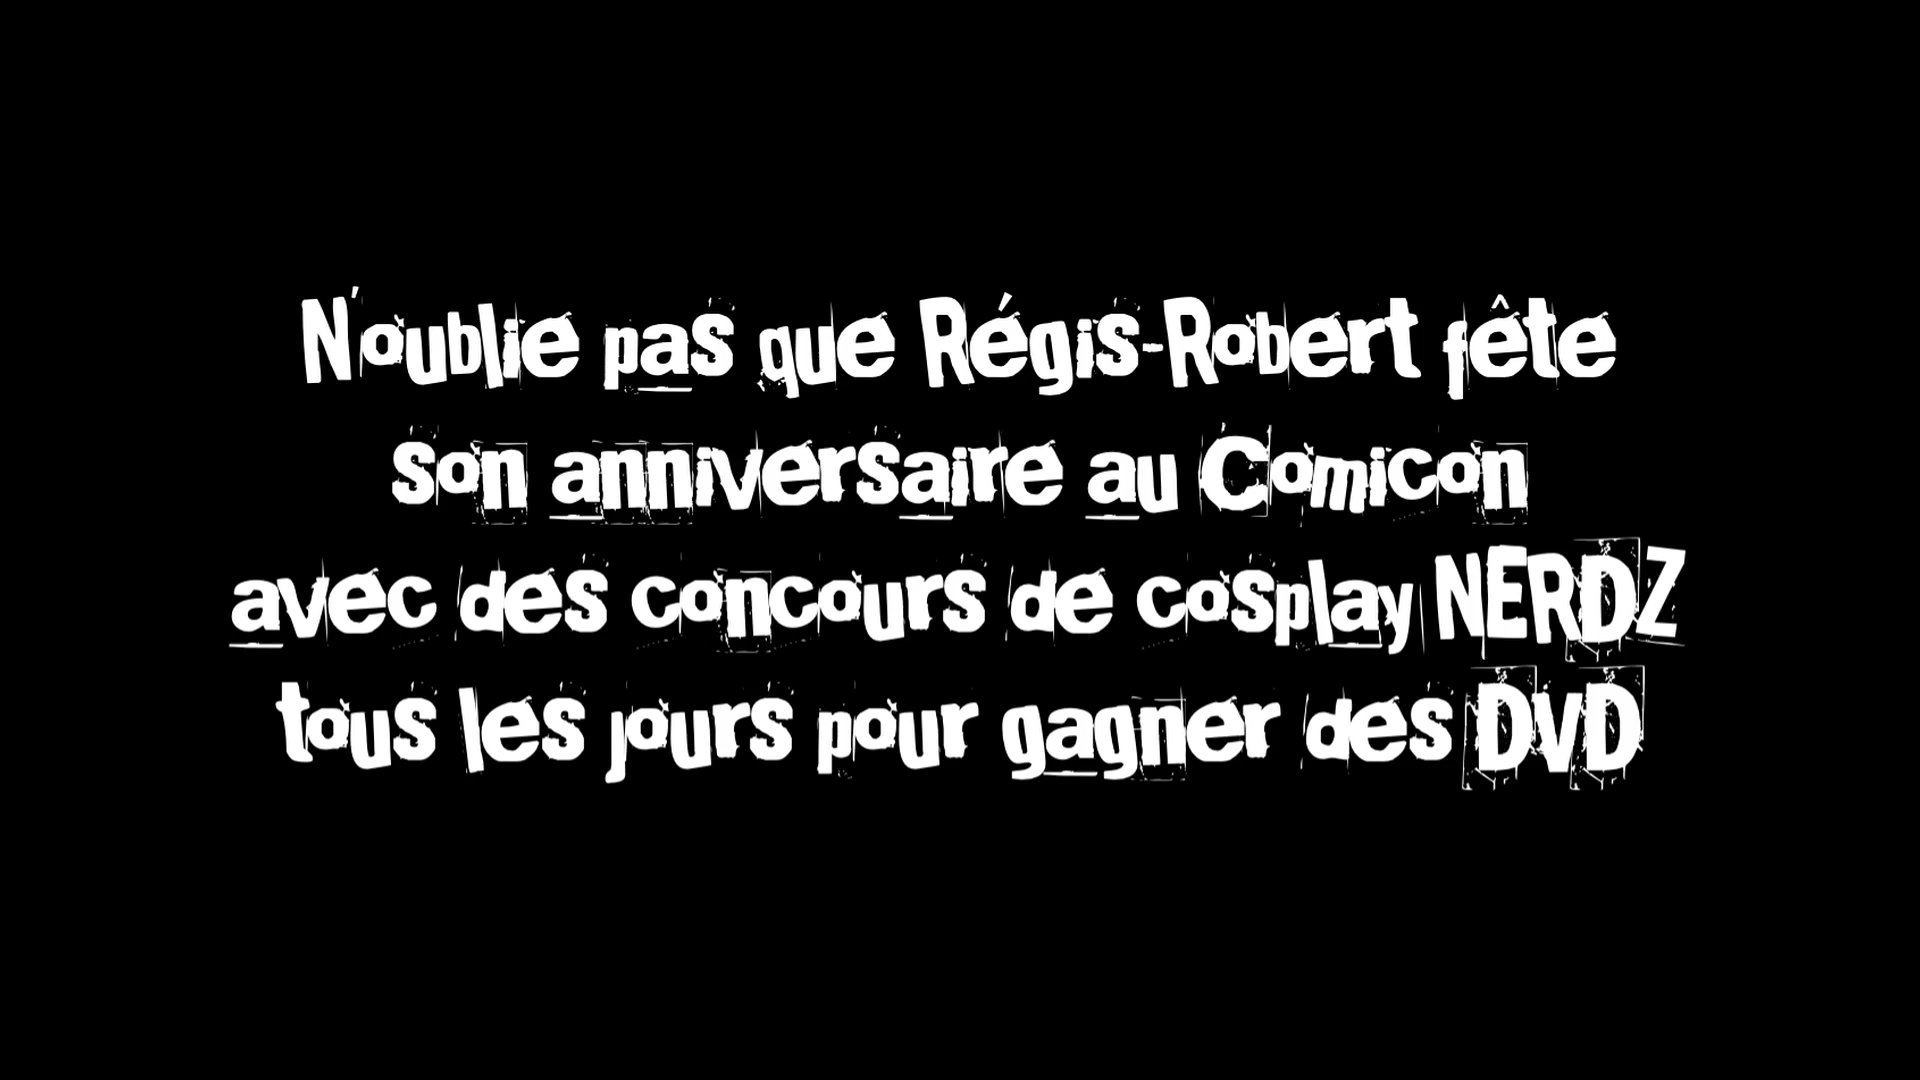 N'oublie pas que Régis-Robert fête
son anniversaire au Comicon
avec des concours de cosplay NERDZ
tous les jours pour gagner des DVD